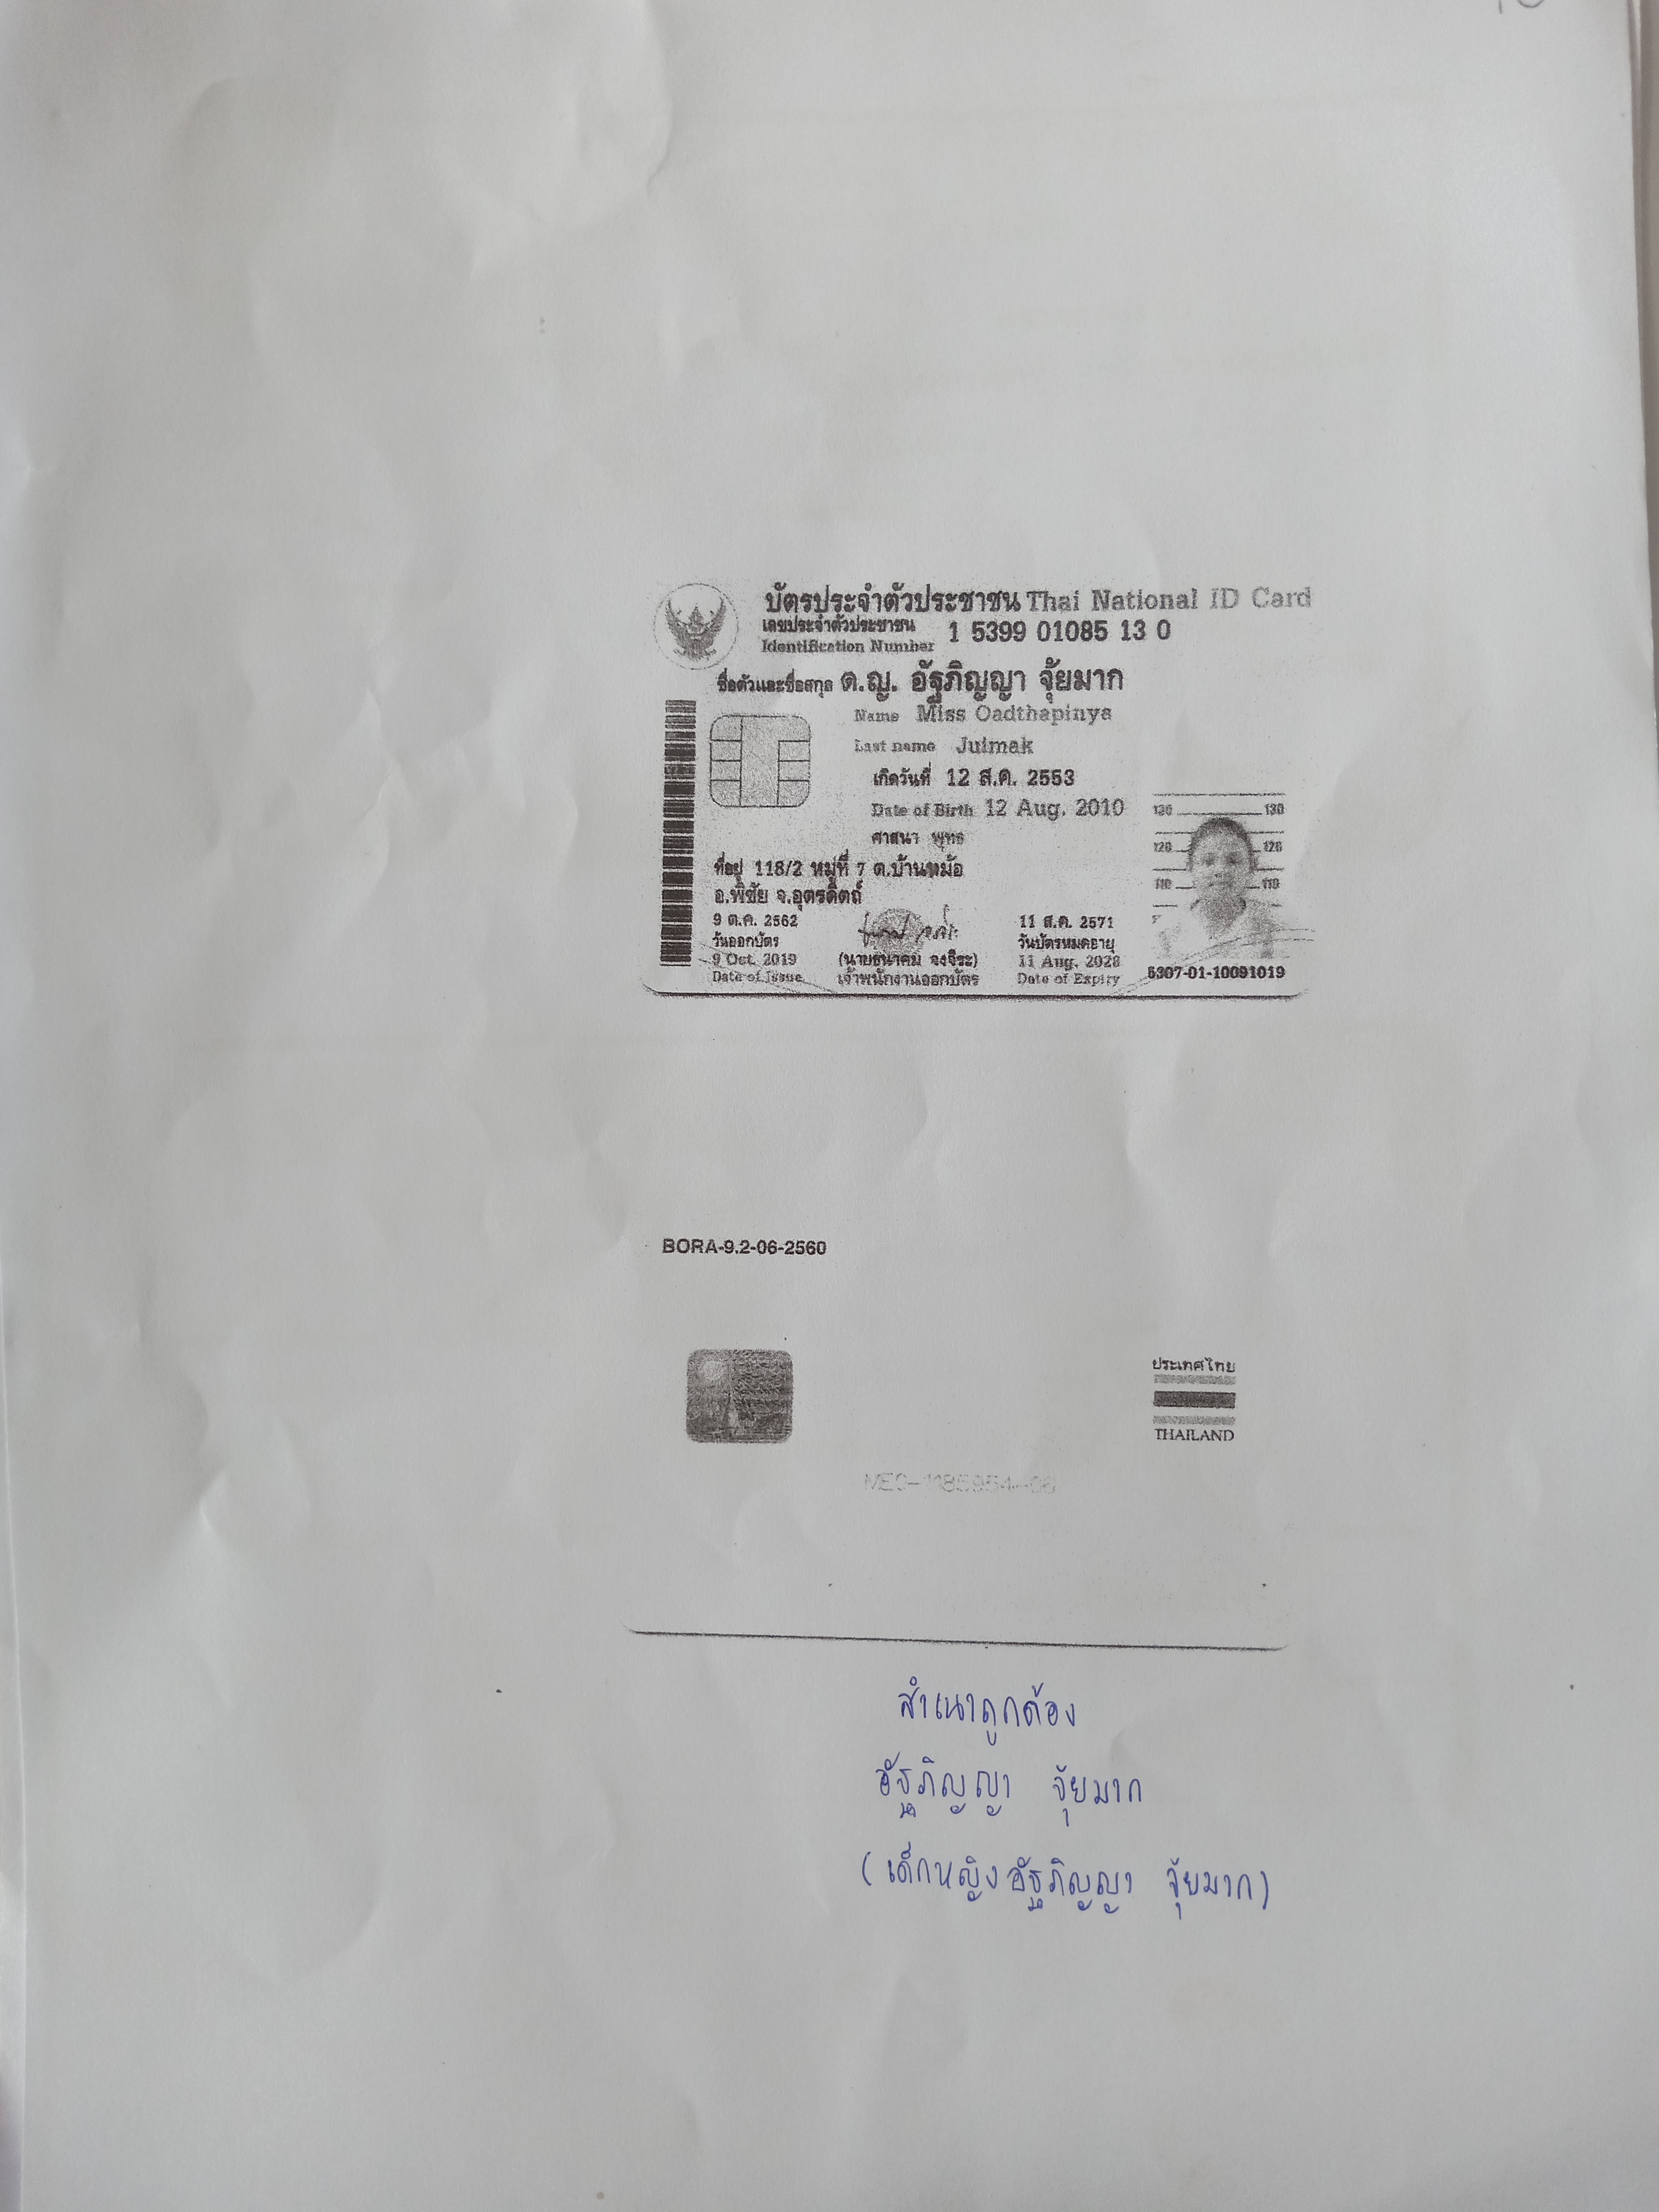 บัตรประจำตัวประชาชน Thai National ID Card
เลขประจำตัวประชาชน
Identification Number 1 5399 01085 13 0
ชื่อตัวและชื่อสกุล ด.ญ. อัฐภิญญา จุ้ยมาก
Name Miss Oadthapinya
Last name Juimak
เกิดวันที่ 12 ส.ค. 2553
Date of Birth 12 Aug. 2010
ศาสนา พุทธ
ที่อยู่ 118/2 หมู่ที่ 7 ต.บ้านหม้อ
อ.พิชัย จ.อุตรดิตถ์
130 130
120 120
110 110
9 ต.ค. 2562
วันออกบัตร
9 Oct. 2019
Date of Issue
(นายธนาคม จงจิระ)
เจ้าพนักงานออกบัตร
11 ส.ค. 2571
วันบัตรหมดอายุ
11 Aug. 2028
Date of Expiry
5307-01-10091019
BORA-9.2-06-2560
ประเทศไทย
THAILAND
สำเนาถูกต้อง
อัฐภิญญา จุ้ยมาก
(เด็กหญิงอัฐภิญญา จุ้ยมาก)